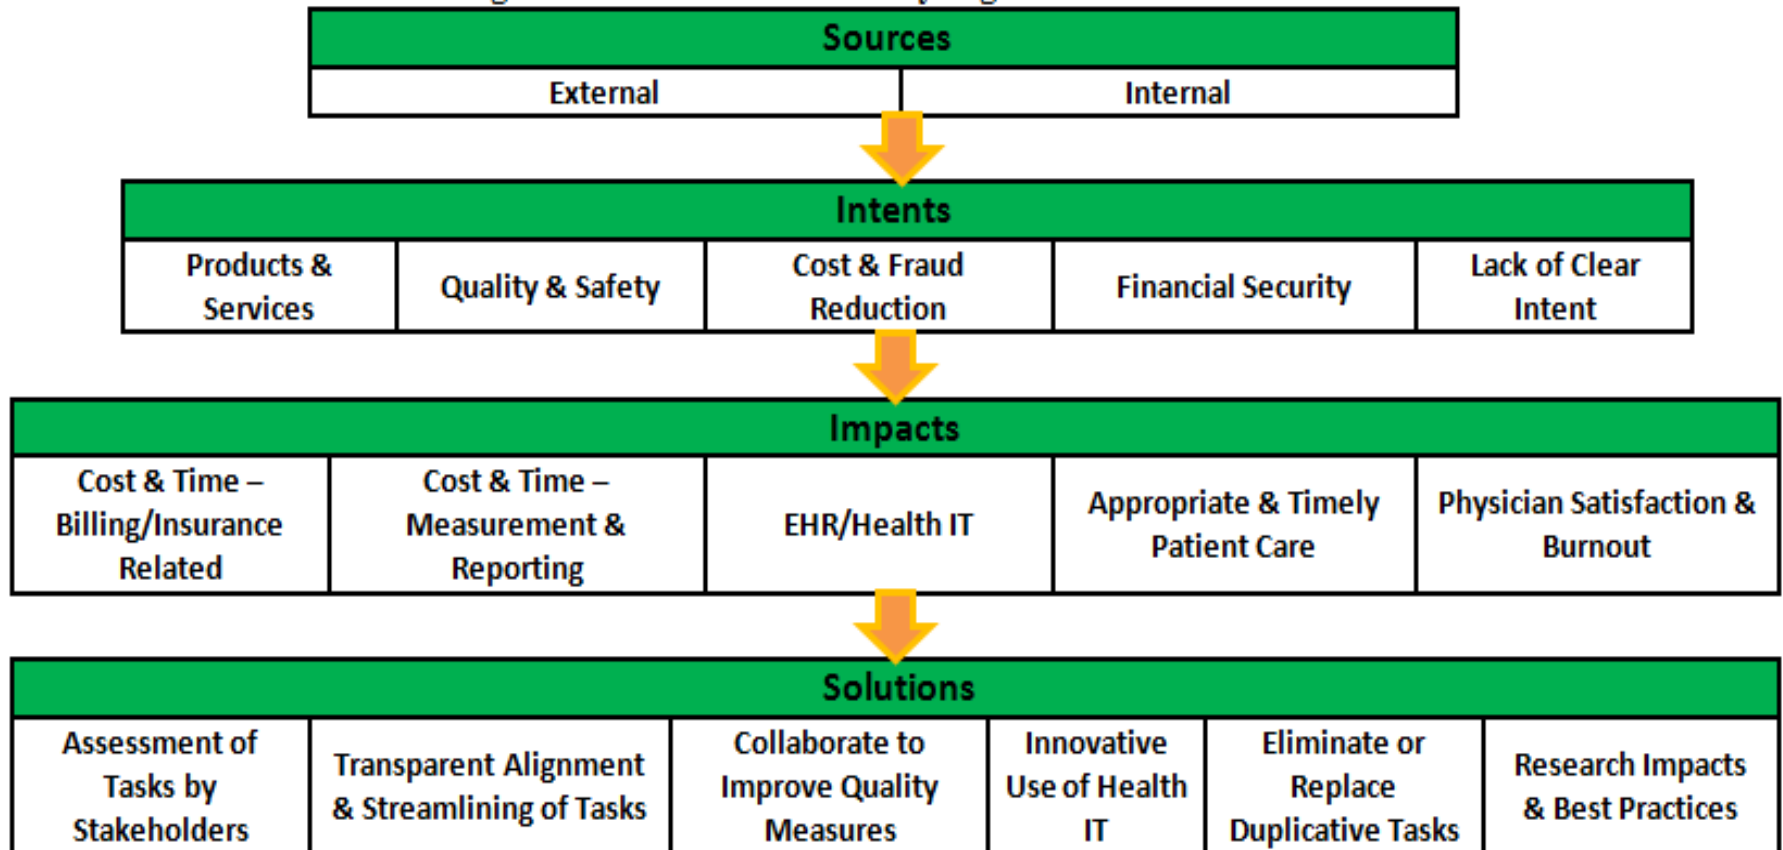 Sources
External
Internal
Intents
Products &
Services
Quality & Safety
Cost & Fraud
Reduction
Financial Security
Lack of Clear
Intent
Impacts
Cost & Time –
Billing/Insurance
Related
Cost & Time –
Measurement &
Reporting
EHR/Health IT
Appropriate & Timely
Patient Care
Physician Satisfaction &
Burnout
Solutions
Assessment of
Tasks by
Stakeholders
Transparent Alignment
& Streamlining of Tasks
Collaborate to
Improve Quality
Measures
Innovative
Use of Health
IT
Eliminate or
Replace
Duplicative Tasks
Research Impacts
& Best Practices